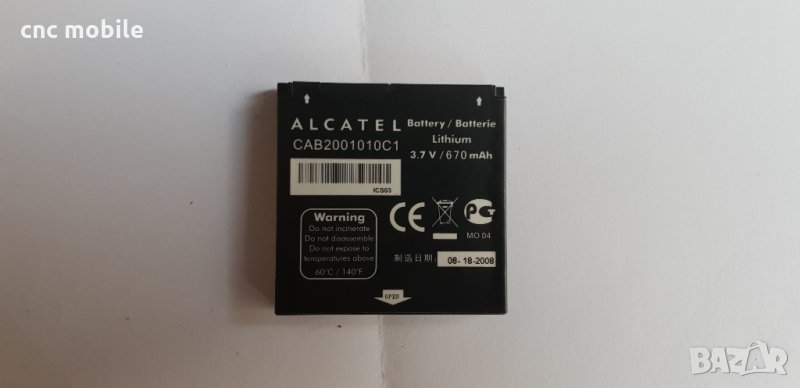 cnc mobile
ALCATEL
Battery / Batterie
Lithium
CAB2001010C1
3.7 V / 670 mAh
ICS03
Warning
Do not incinerate
Do not disassemble
Do not expose to
temperatures above
60°C / 140°F
CE
PC
MO 04
制造日期:
08-18-2008
OPEN
BAZAR